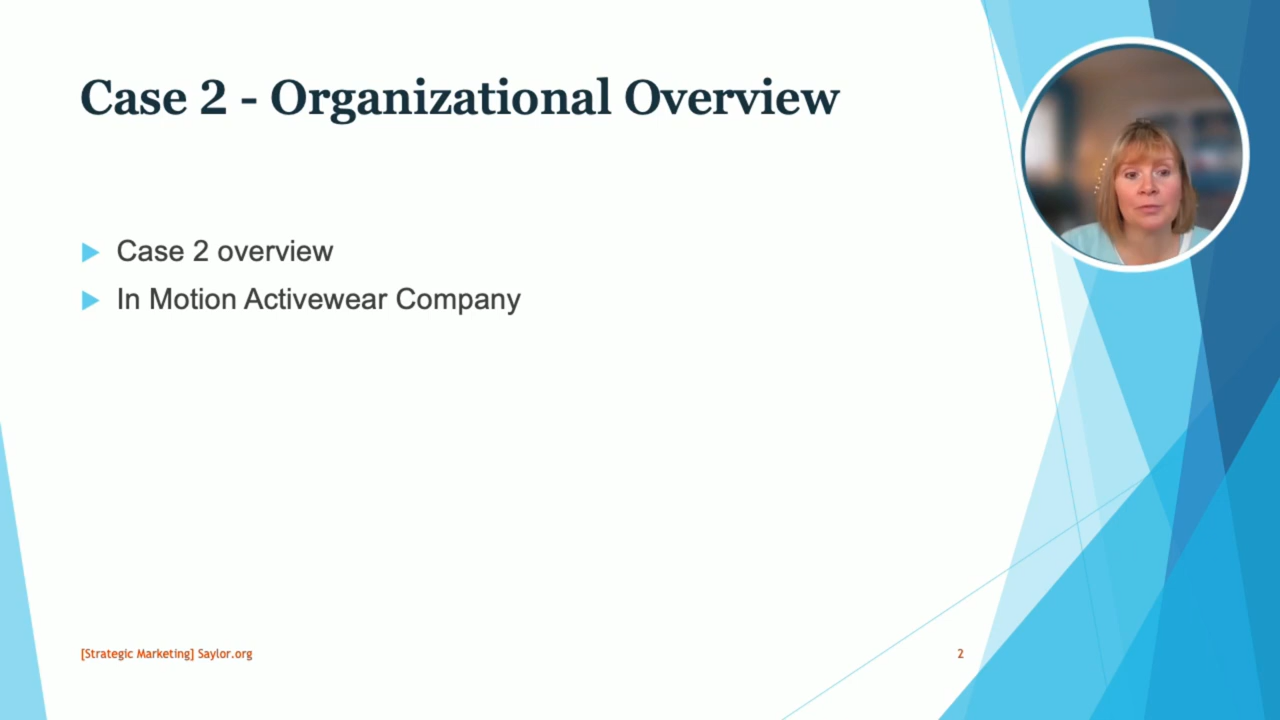 Case 2 - Organizational Overview
Case 2 overview
In Motion Activewear Company
[Strategic Marketing] Saylor.org
2